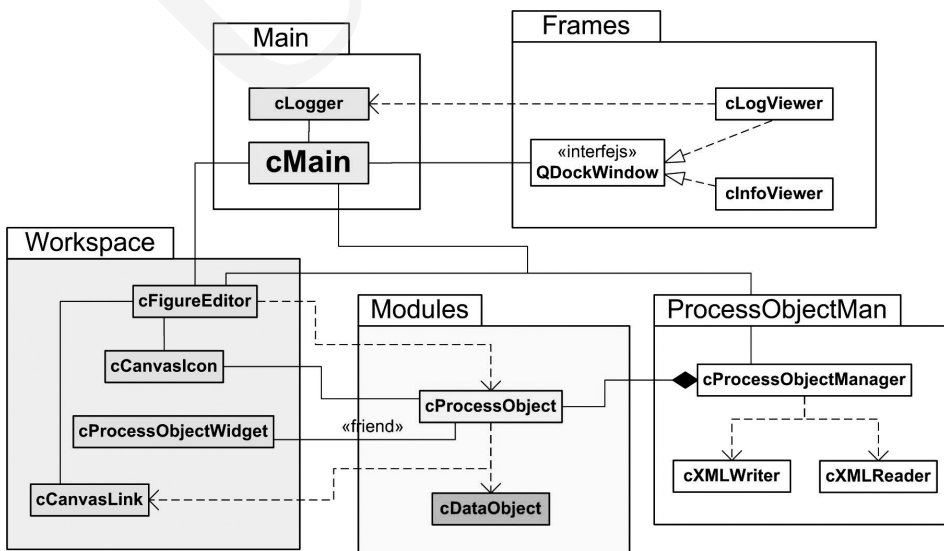 Main
Frames
cLogger
cLogViewer
cMain
«interfejs»
QDockWindow
cInfoViewer
Workspace
cFigureEditor
Modules
ProcessObjectMan
cCanvasIcon
cProcessObjectManager
cProcessObject
cProcessObjectWidget
«friend»
cXMLWriter
cXMLReader
cCanvasLink
cDataObject